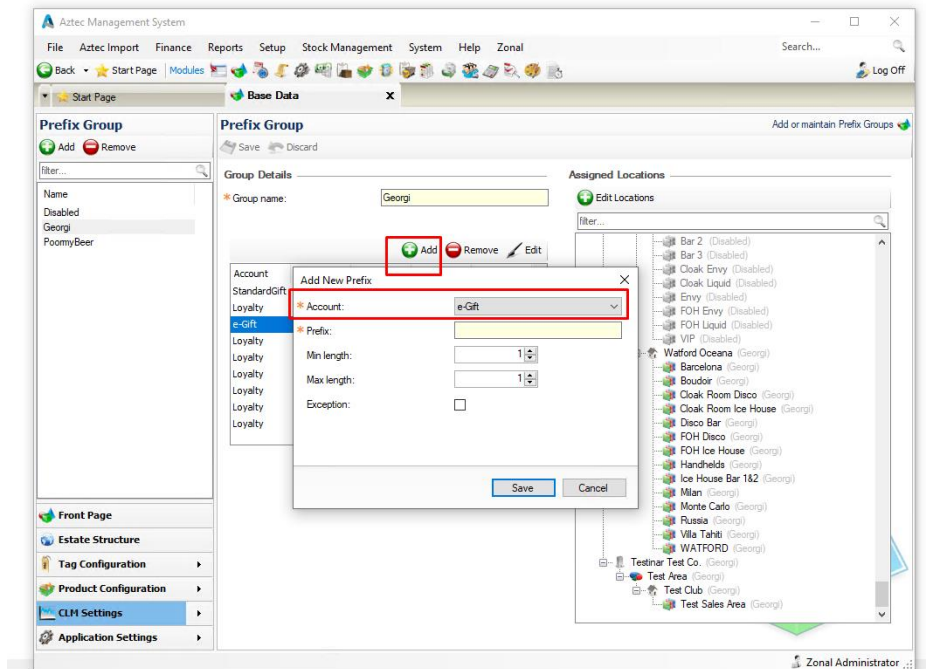 Aztec Management System
File Aztec Import Finance Reports Setup Stock Management System Help Zonal Search...
Back Start Page Modules Log Off
Start Page Base Data X
Prefix Group
Add Remove
filter...
Name
Disabled
Georgi
PoormyBeer
Front Page
Estate Structure
Tag Configuration
Product Configuration
CLM Settings
Application Settings
Prefix Group Add or maintain Prefix Groups
Save Discard
Group Details
* Group name: Georgi
Add Remove Edit
Account
StandardGift
Loyalty
e-Gift
Loyalty
Loyalty
Loyalty
Loyalty
Loyalty
Loyalty
Add New Prefix
* Account: e-Gift
* Prefix:
Min length: 1
Max length: 1
Exception:
Save Cancel
Assigned Locations
Edit Locations
filter...
Bar 2 (Disabled)
Bar 3 (Disabled)
Cloak Envy (Disabled)
Cloak Liquid (Disabled)
Envy (Disabled)
FOH Envy (Disabled)
FOH Liquid (Disabled)
VIP (Disabled)
Watford Oceana (Georgi)
Barcelona (Georgi)
Boudoir (Georgi)
Cloak Room Disco (Georgi)
Cloak Room Ice House (Georgi)
Disco Bar (Georgi)
FOH Disco (Georgi)
FOH Ice House (Georgi)
Handhelds (Georgi)
Ice House Bar 1&2 (Georgi)
Milan (Georgi)
Monte Carlo (Georgi)
Russia (Georgi)
Villa Tahiti (Georgi)
WATFORD (Georgi)
Testinar Test Co. (Georgi)
Test Area (Georgi)
Test Club (Georgi)
Test Sales Area (Georgi)
Zonal Administrator